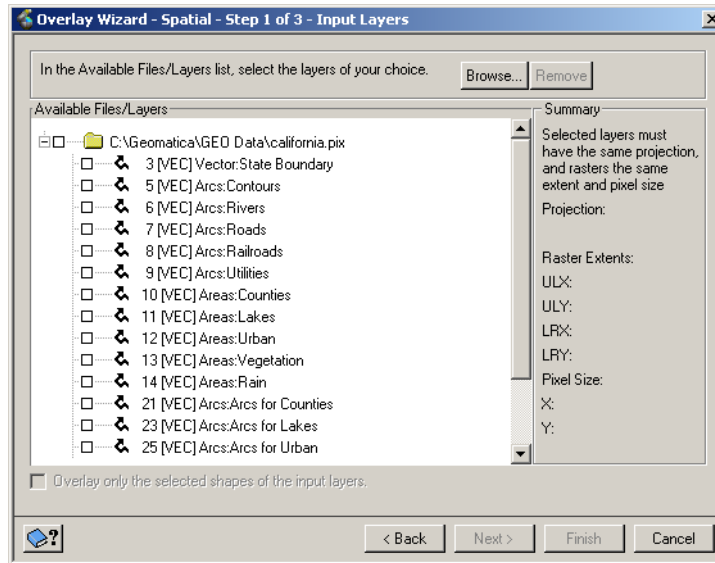 Overlay Wizard - Spatial - Step 1 of 3 - Input Layers
In the Available Files/Layers list, select the layers of your choice.
Browse...
Remove
Available Files/Layers
C:\Geomatica\GEO Data\california.pix
3 [VEC] Vector:State Boundary
5 [VEC] Arcs:Contours
6 [VEC] Arcs:Rivers
7 [VEC] Arcs:Roads
8 [VEC] Arcs:Railroads
9 [VEC] Arcs:Utilities
10 [VEC] Areas:Counties
11 [VEC] Areas:Lakes
12 [VEC] Areas:Urban
13 [VEC] Areas:Vegetation
14 [VEC] Areas:Rain
21 [VEC] Arcs:Arcs for Counties
23 [VEC] Arcs:Arcs for Lakes
25 [VEC] Arcs:Arcs for Urban
Summary
Selected layers must
have the same projection,
and rasters the same
extent and pixel size
Projection:
Raster Extents:
ULX:
ULY:
LRX:
LRY:
Pixel Size:
X:
Y:
Overlay only the selected shapes of the input layers.
?
< Back
Next >
Finish
Cancel